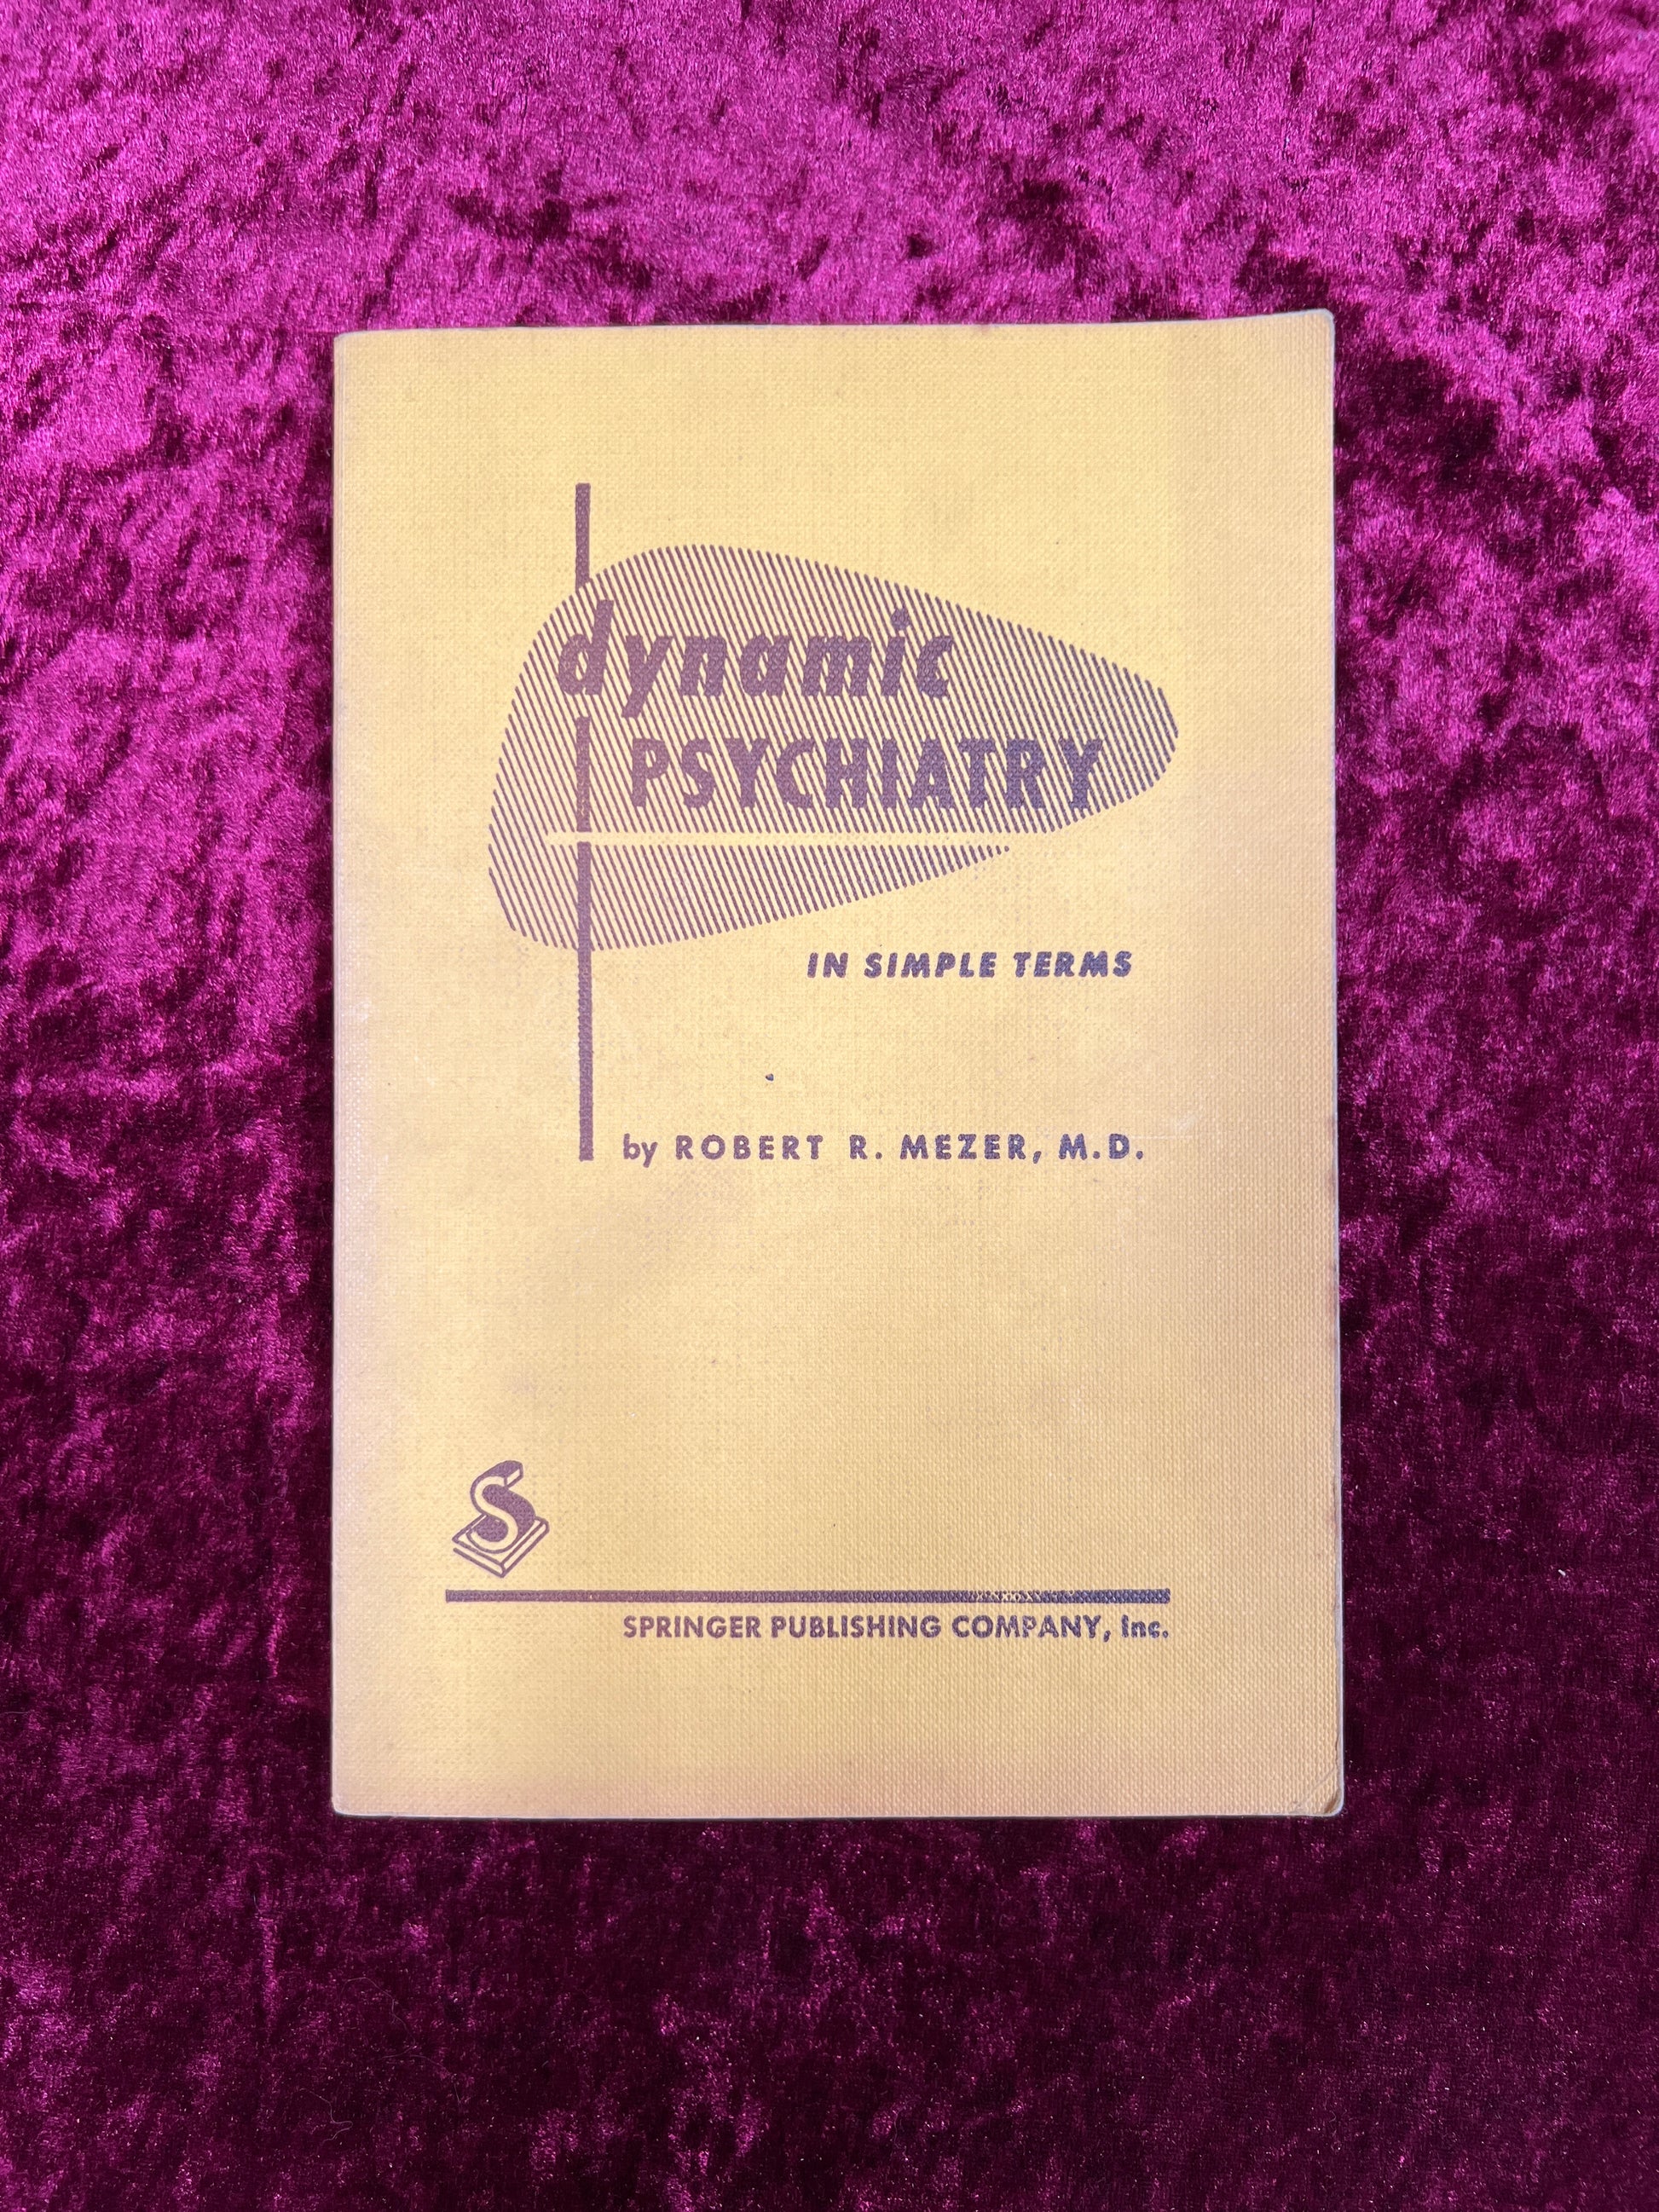 dynamic
PSYCHIATRY
IN SIMPLE TERMS
by ROBERT R. MEZER, M.D.
S
SPRINGER PUBLISHING COMPANY, Inc.